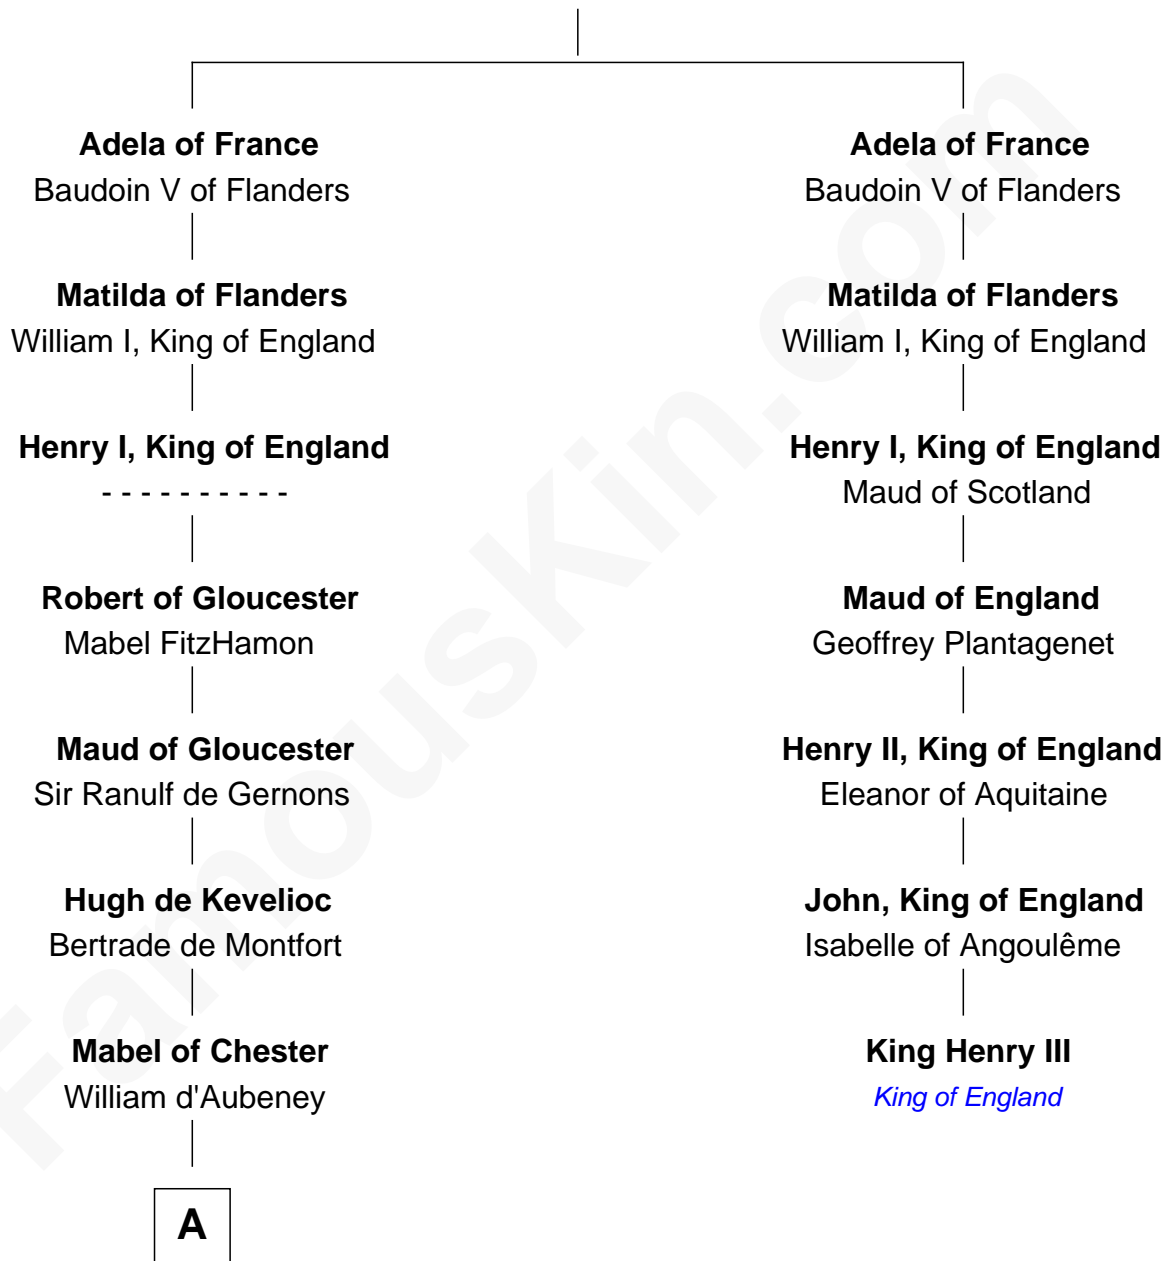 Adela of France
Baudoin V of Flanders
Matilda of Flanders
William I, King of England
Henry I, King of England
- - - - - - - - - -
Robert of Gloucester
Mabel FitzHamon
Maud of Gloucester
Sir Ranulf de Gernons
Hugh de Kevelioc
Bertrade de Montfort
Mabel of Chester
William d'Aubeney
A
Adela of France
Baudoin V of Flanders
Matilda of Flanders
William I, King of England
Henry I, King of England
Maud of Scotland
Maud of England
Geoffrey Plantagenet
Henry II, King of England
Eleanor of Aquitaine
John, King of England
Isabelle of Angoulême
King Henry III
King of England
FamousKin.com